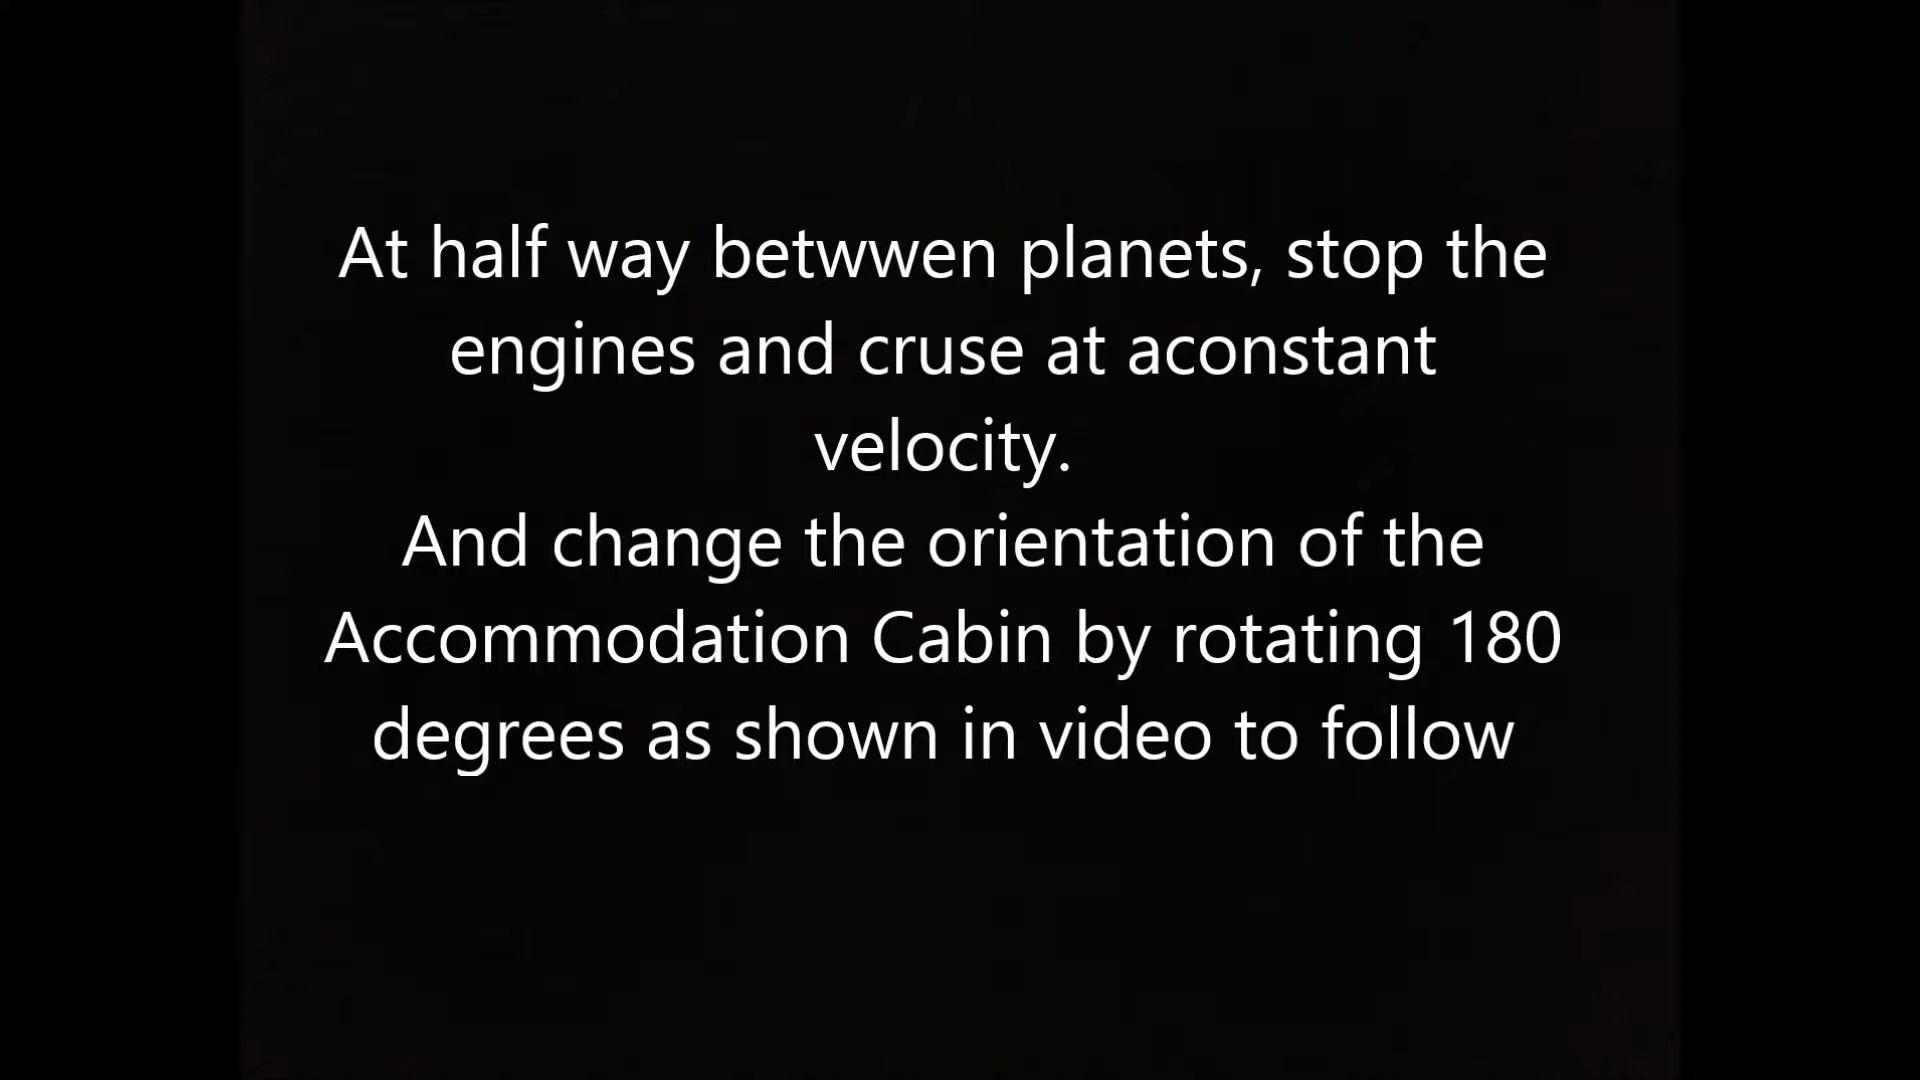 At half way betwwen planets, stop the
engines and cruse at aconstant
velocity.
And change the orientation of the
Accommodation Cabin by rotating 180
degrees as shown in video to follow